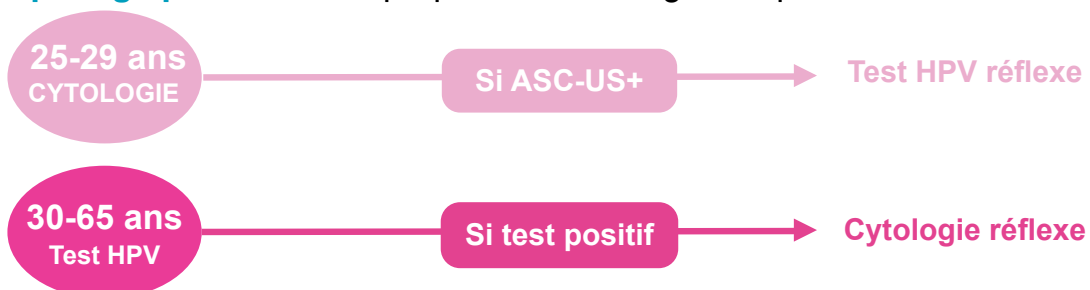 25-29 ans
CYTOLOGIE
Si ASC-US+
Test HPV réflexe
30-65 ans
Test HPV
Si test positif
Cytologie réflexe